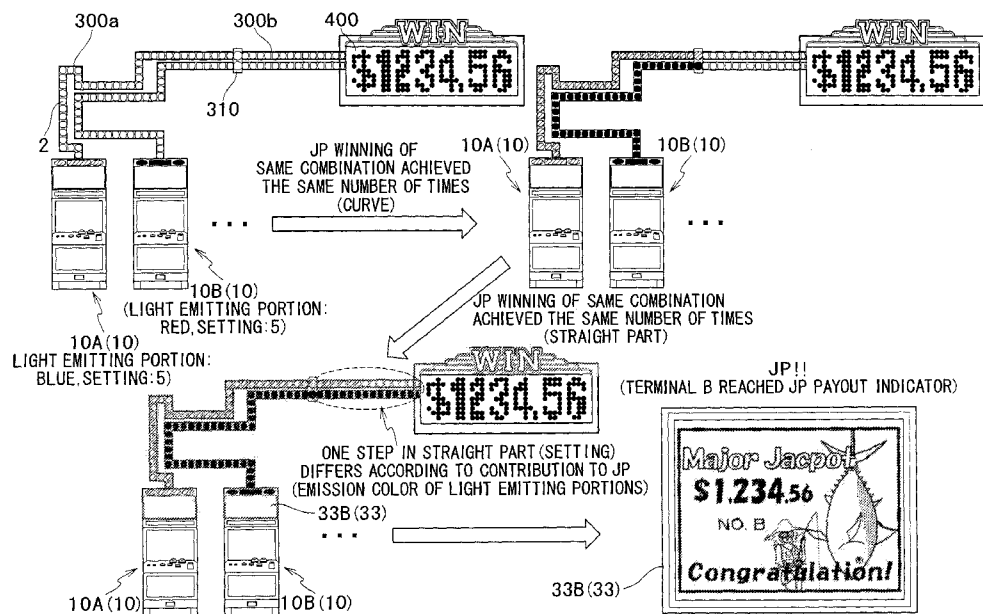 300a
300b
400
WIN
$1234.56
310
2
JP WINNING OF
SAME COMBINATION ACHIEVED
THE SAME NUMBER OF TIMES
(CURVE)
...
10B(10)
(LIGHT EMITTING PORTION:
RED, SETTING:5)
10A(10)
LIGHT EMITTING PORTION:
BLUE, SETTING:5)
WIN
$1234.56
10A(10)
10B(10)
...
JP WINNING OF SAME COMBINATION
ACHIEVED THE SAME NUMBER OF TIMES
(STRAIGHT PART)
WIN
$1234.56
ONE STEP IN STRAIGHT PART(SETTING)
DIFFERS ACCORDING TO CONTRIBUTION TO JP
(EMISSION COLOR OF LIGHT EMITTING PORTIONS)
33B(33)
...
10A(10)
10B(10)
JP!!
(TERMINAL B REACHED JP PAYOUT INDICATOR)
Major Jacpot
$1,234.56
NO. B
Congratulation!
33B(33)